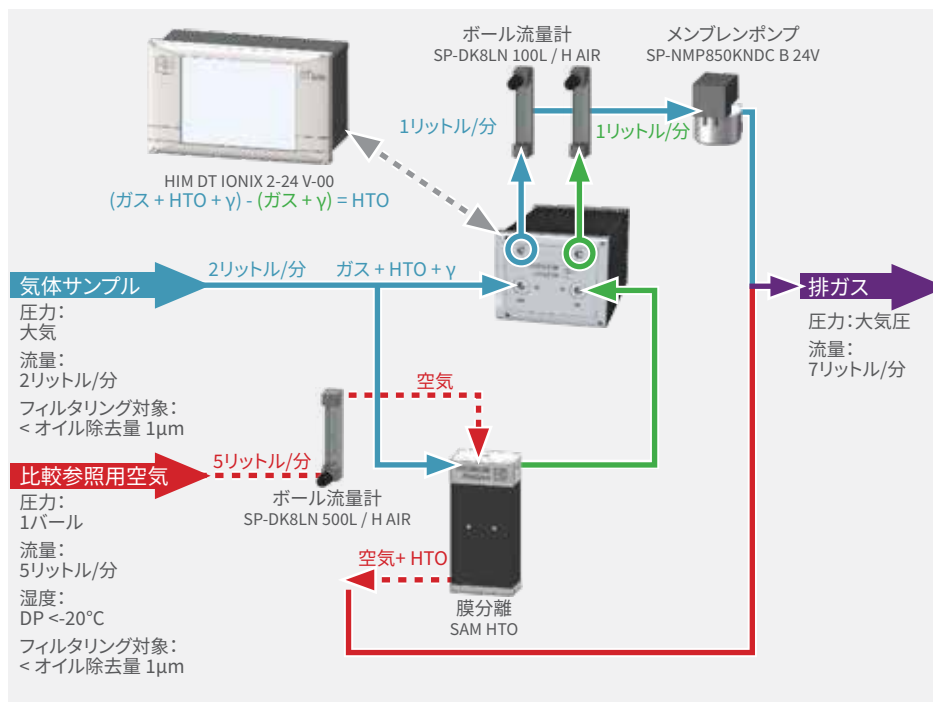 ボール流量計
SP-DK8LN 100L / H AIR
メンブレンポンプ
SP-NMP850KNDC B 24V
1リットル/分
1リットル/分
HIM DT IONIX 2-24 V-00
(ガス + HTO + γ) - (ガス + γ) = HTO
気体サンプル
2リットル/分
ガス + HTO + γ
圧力：
大気
流量：
2リットル/分
フィルタリング対象：
< オイル除去量 1μm
排ガス
圧力：大気圧
流量：
7リットル/分
空気
比較参照用空気
5リットル/分
ボール流量計
SP-DK8LN 500L / H AIR
圧力：
1バール
流量：
5リットル/分
湿度：
DP <-20°C
フィルタリング対象：
< オイル除去量 1μm
空気+ HTO
膜分離
SAM HTO